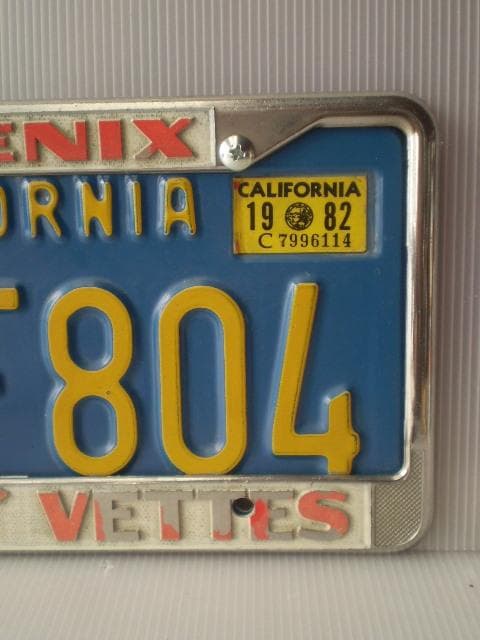 ENIX
ORNIA
CALIFORNIA
19 82
C 7996114
804
VETTES